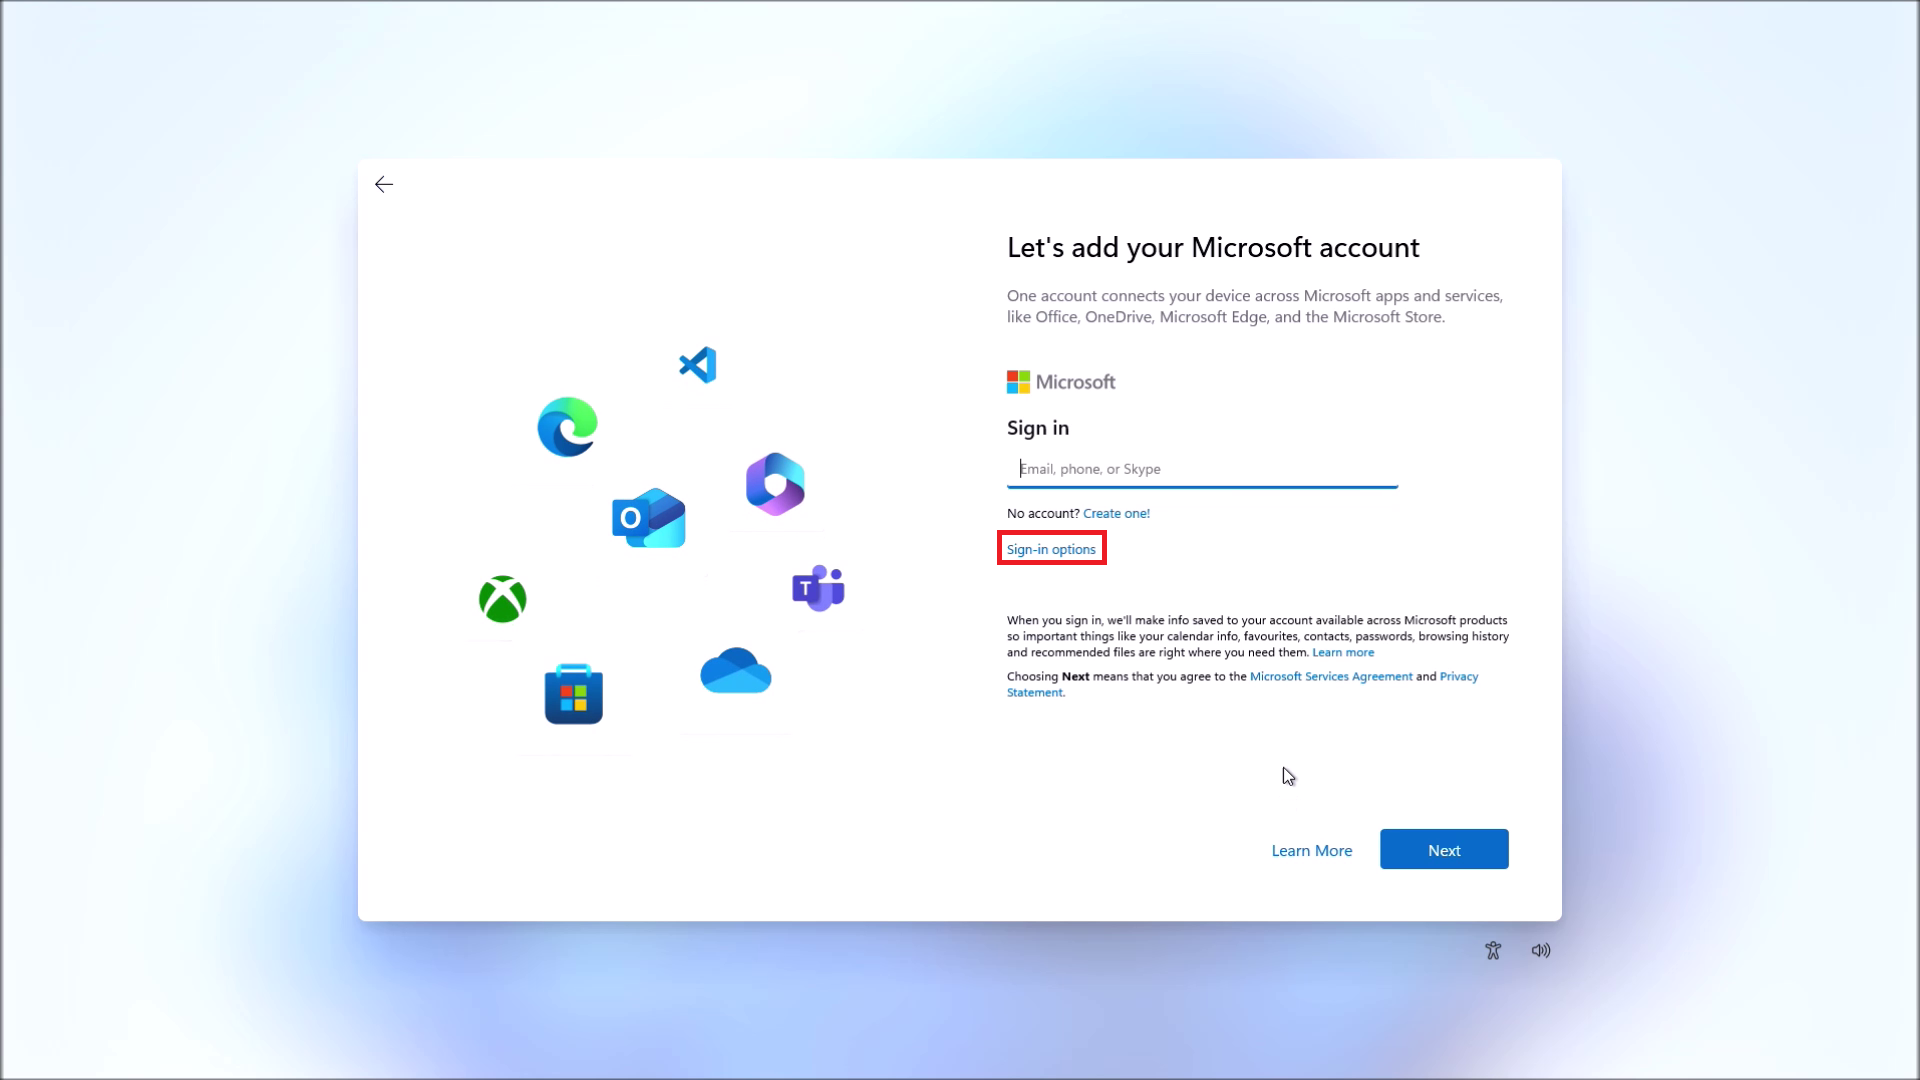 Let's add your Microsoft account
One account connects your device across Microsoft apps and services,
like Office, OneDrive, Microsoft Edge, and the Microsoft Store.
Microsoft
Sign in
Email, phone, or Skype
No account? Create one!
Sign-in options
O
T
When you sign in, we'll make info saved to your account available across Microsoft products
so important things like your calendar info, favourites, contacts, passwords, browsing history
and recommended files are right where you need them. Learn more
Choosing Next means that you agree to the Microsoft Services Agreement and Privacy
Statement.
Learn More
Next